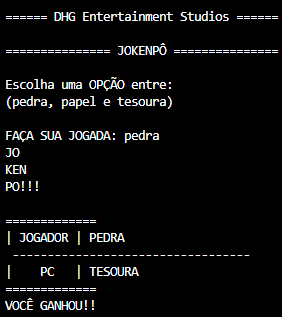 ====== DHG Entertainment Studios ======
=============== JOKENPÔ ===============
Escolha uma OPÇÃO entre:
(pedra, papel e tesoura)
FAÇA SUA JOGADA: pedra
JO
KEN
PO!!!
=============
| JOGADOR | PEDRA
----------------------------------
| PC | TESOURA
=============
VOCÊ GANHOU!!